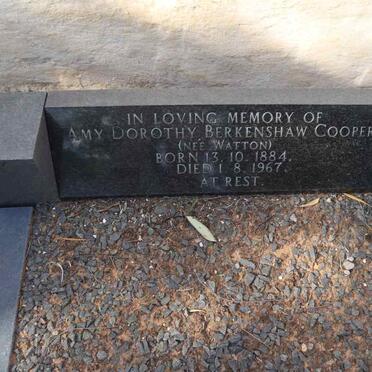 IN LOVING MEMORY OF
AMY DOROTHY BERKENSHAW COOPER
(NÉE WATTON)
BORN 13. 10. 1884.
DIED 1. 8. 1967.
AT REST.